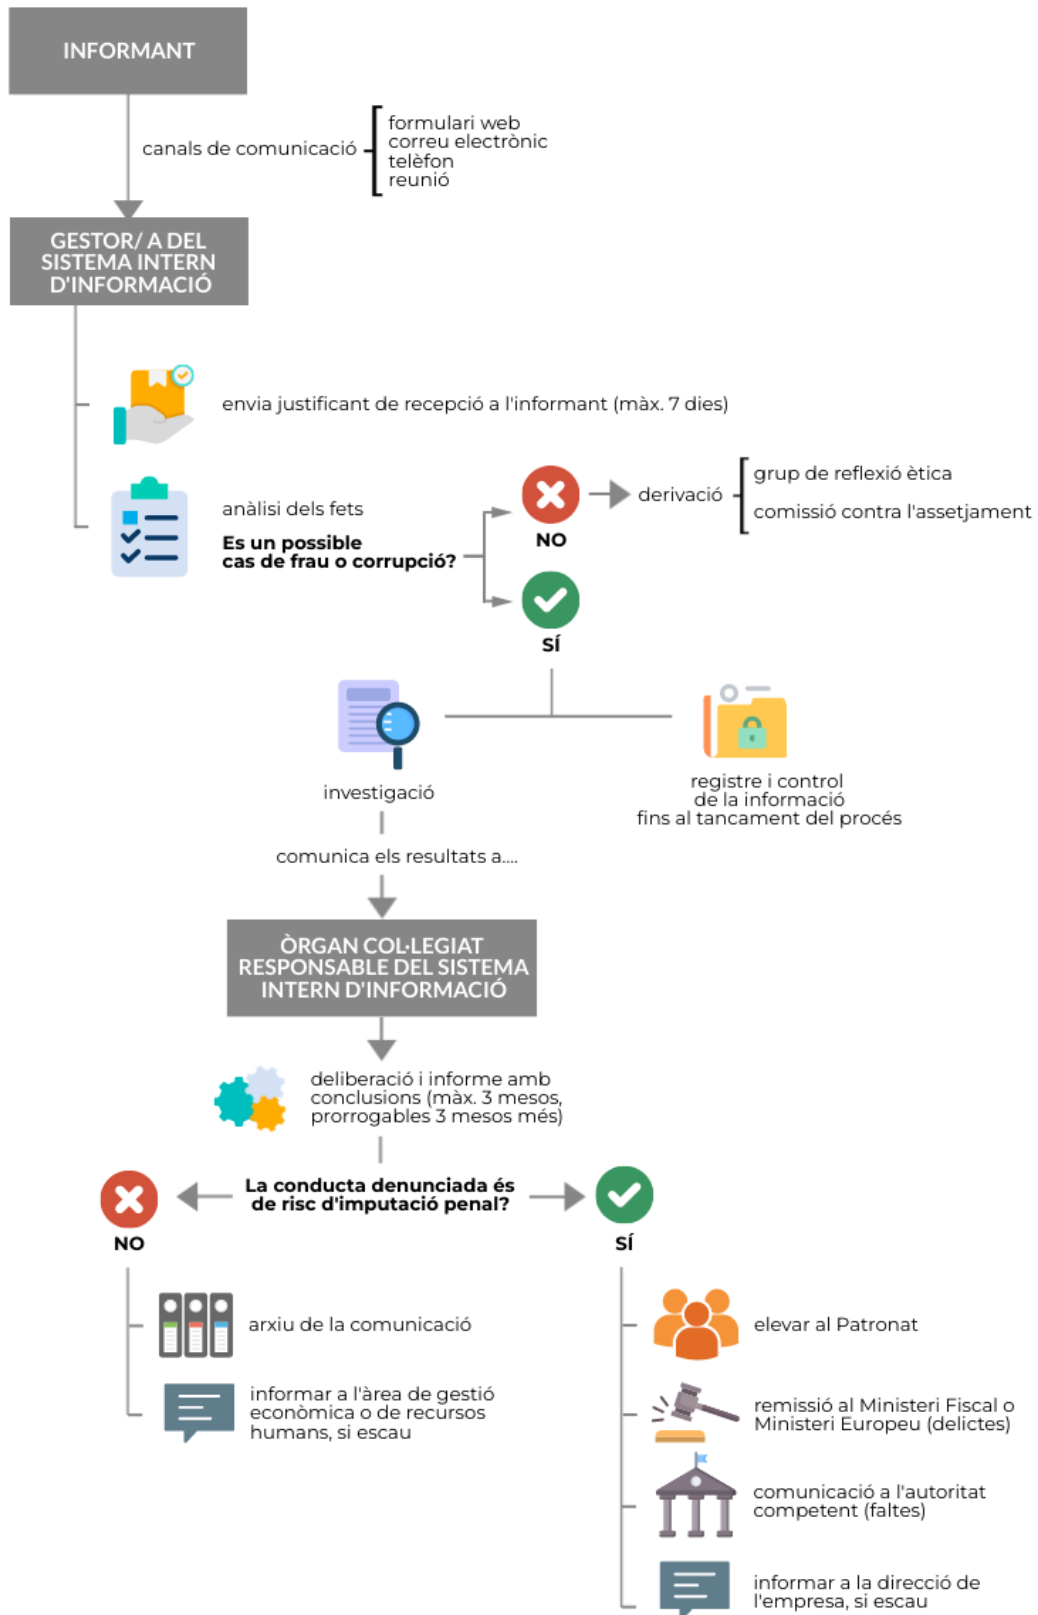 INFORMANT
canals de comunicació
formulari web
correu electrònic
telèfon
reunió
GESTOR/ A DEL
SISTEMA INTERN
D'INFORMACIÓ
envia justificant de recepció a l'informant (màx. 7 dies)
anàlisi dels fets
Es un possible
cas de frau o corrupció?
NO
derivació
grup de reflexió ètica
comissió contra l'assetjament
SÍ
investigació
registre i control
de la informació
fins al tancament del procés
comunica els resultats a....
ÒRGAN COL·LEGIAT
RESPONSABLE DEL SISTEMA
INTERN D'INFORMACIÓ
deliberació i informe amb
conclusions (màx. 3 mesos,
prorrogables 3 mesos més)
La conducta denunciada és
de risc d'imputació penal?
NO
SÍ
arxiu de la comunicació
informar a l'àrea de gestió
econòmica o de recursos
humans, si escau
elevar al Patronat
remissió al Ministeri Fiscal o
Ministeri Europeu (delictes)
comunicació a l'autoritat
competent (faltes)
informar a la direcció de
l'empresa, si escau